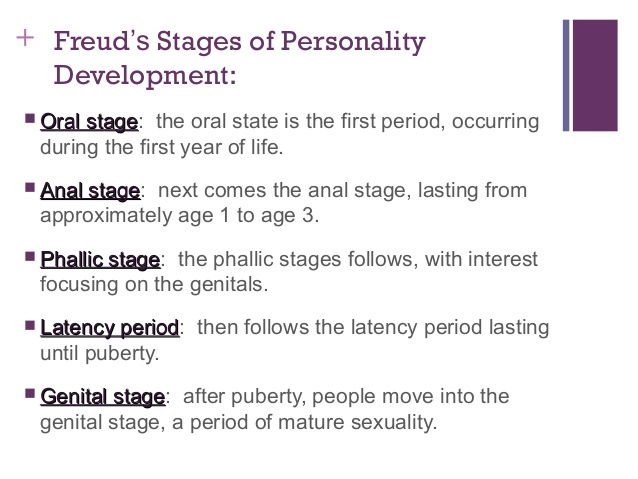 + Freud’s Stages of Personality
Development:
■ Oral stage:  the oral state is the first period, occurring
during the first year of life.
■ Anal stage:  next comes the anal stage, lasting from
approximately age 1 to age 3.
■ Phallic stage:  the phallic stages follows, with interest
focusing on the genitals.
■ Latency period:  then follows the latency period lasting
until puberty.
■ Genital stage:  after puberty, people move into the
genital stage, a period of mature sexuality.